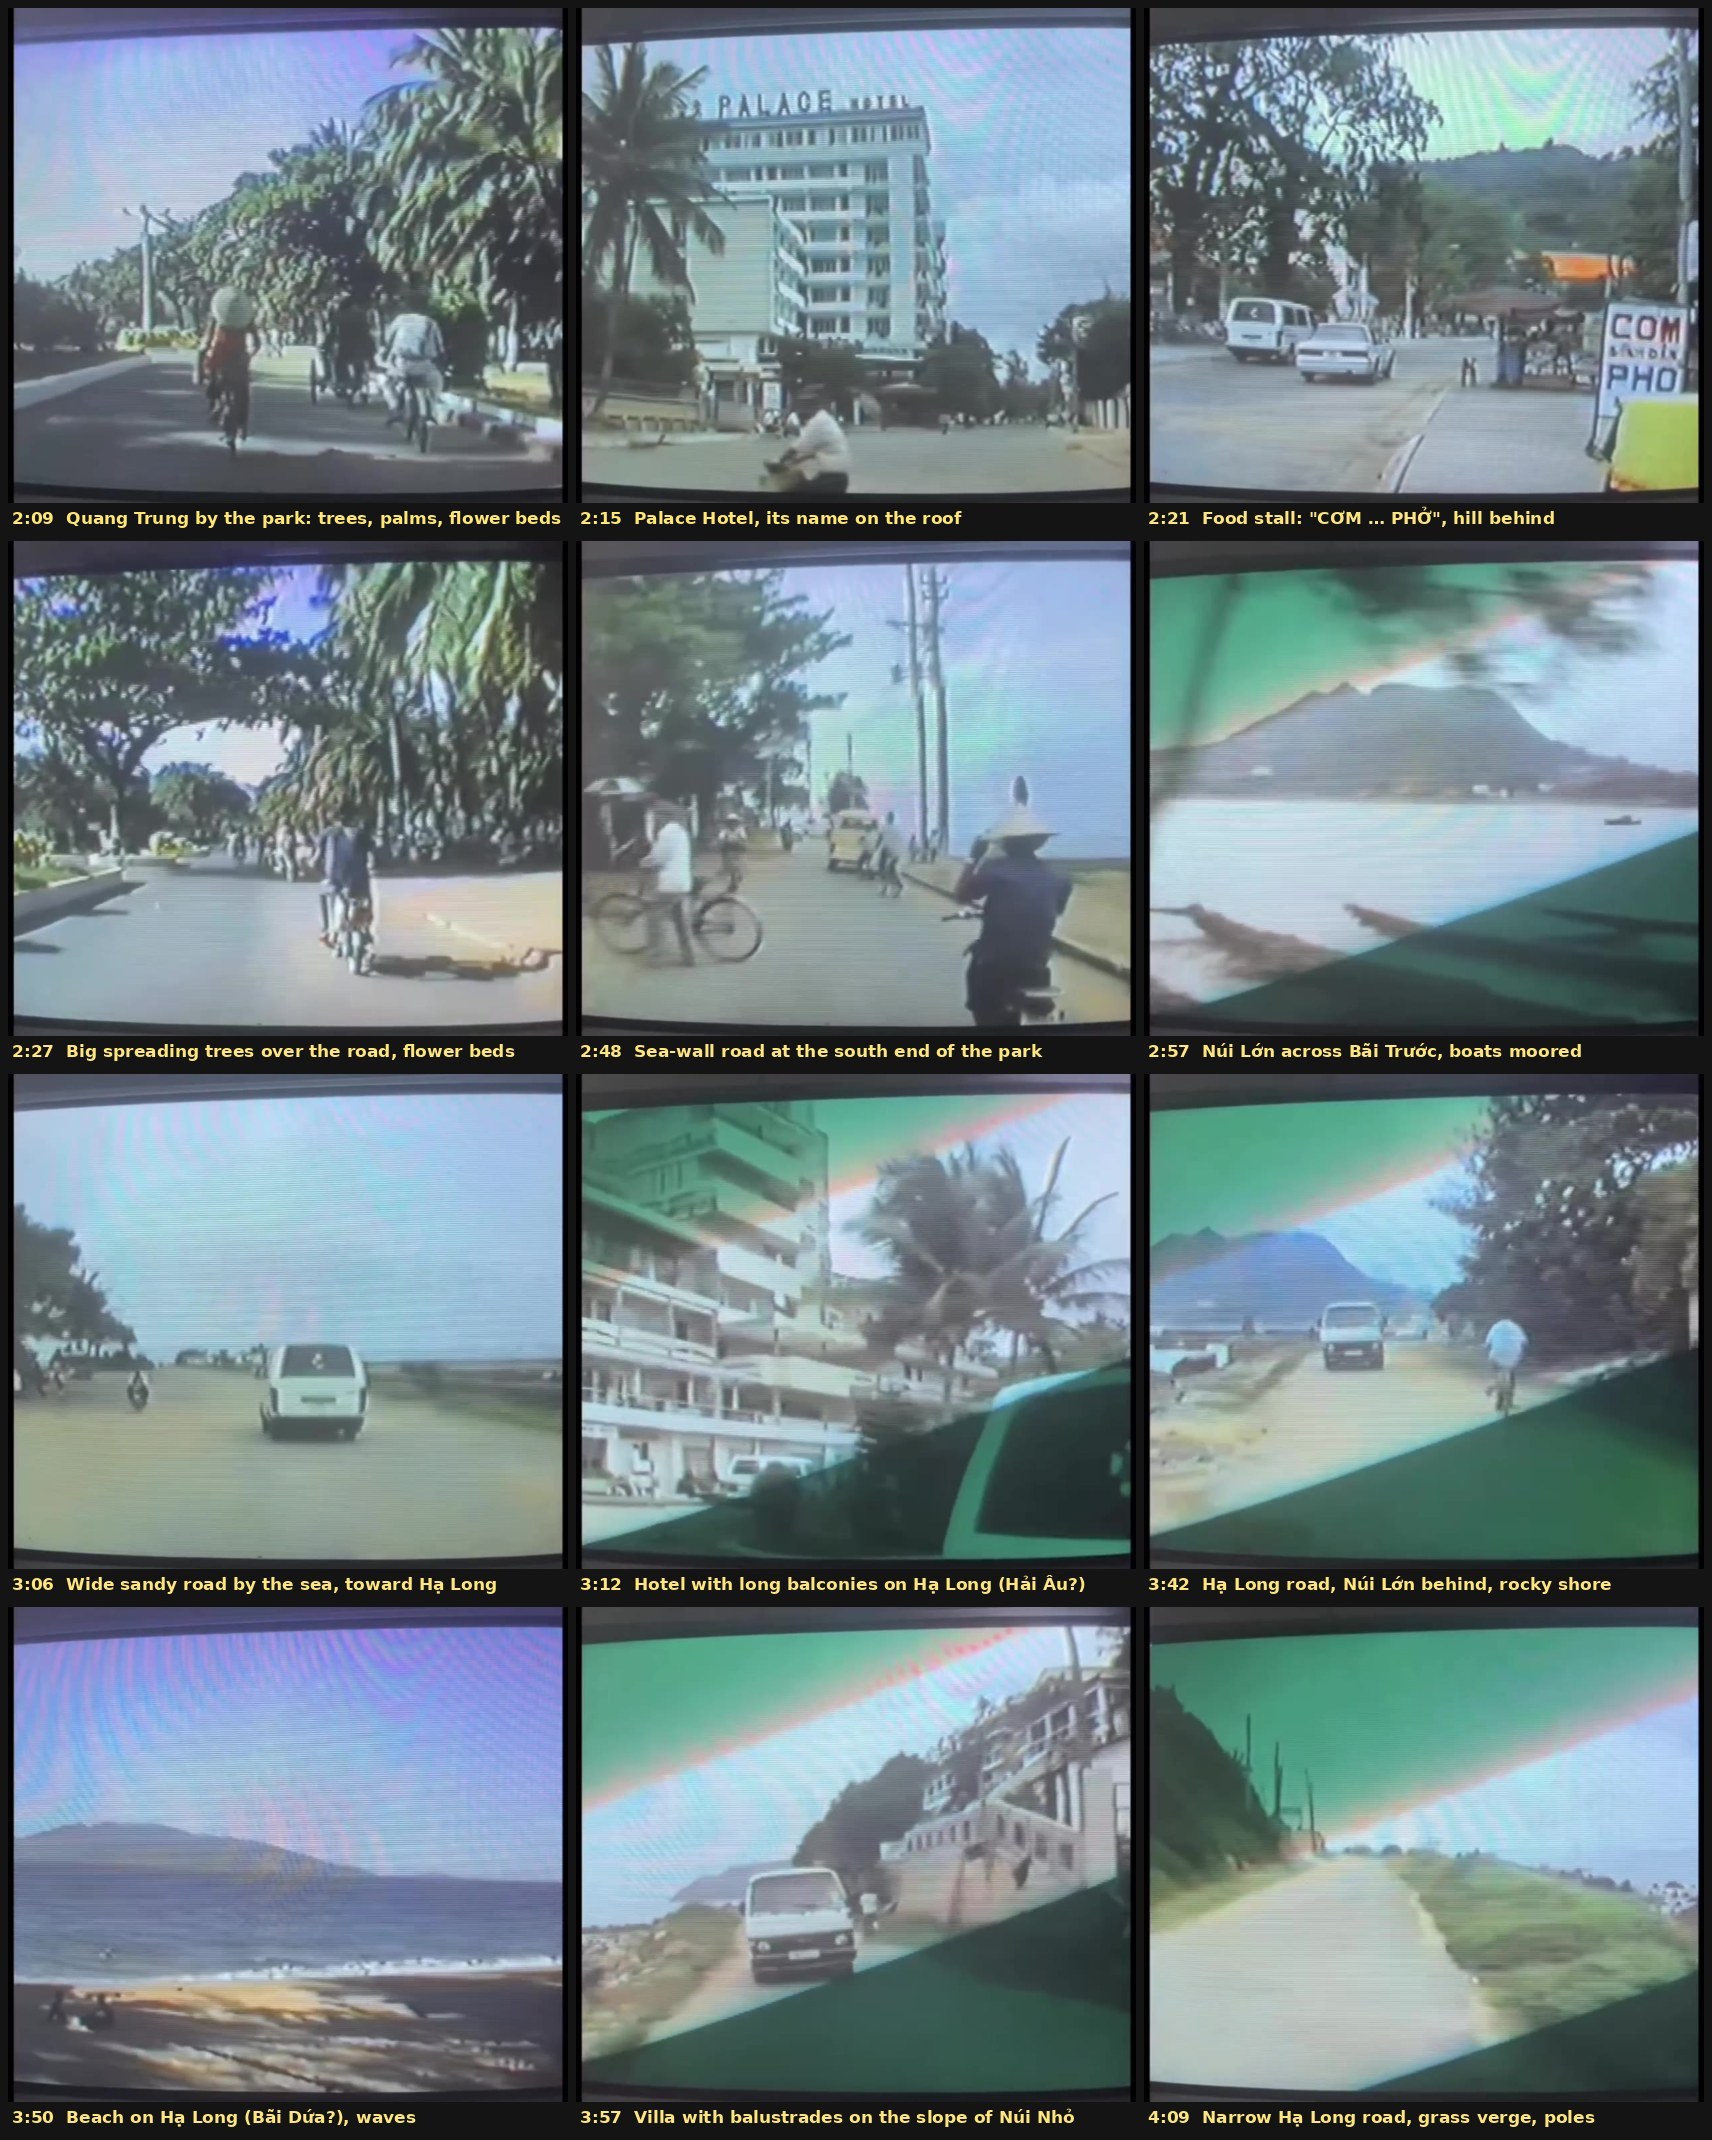 PALACE HOTEL
COM
PHO
2:09 Quang Trung by the park: trees, palms, flower beds
2:15 Palace Hotel, its name on the roof
2:21 Food stall: "CƠM ... PHỞ", hill behind
2:27 Big spreading trees over the road, flower beds
2:48 Sea-wall road at the south end of the park
2:57 Núi Lớn across Bãi Trước, boats moored
3:06 Wide sandy road by the sea, toward Hạ Long
3:12 Hotel with long balconies on Hạ Long (Hải Âu?)
3:42 Hạ Long road, Núi Lớn behind, rocky shore
3:50 Beach on Hạ Long (Bãi Dứa?), waves
3:57 Villa with balustrades on the slope of Núi Nhỏ
4:09 Narrow Hạ Long road, grass verge, poles